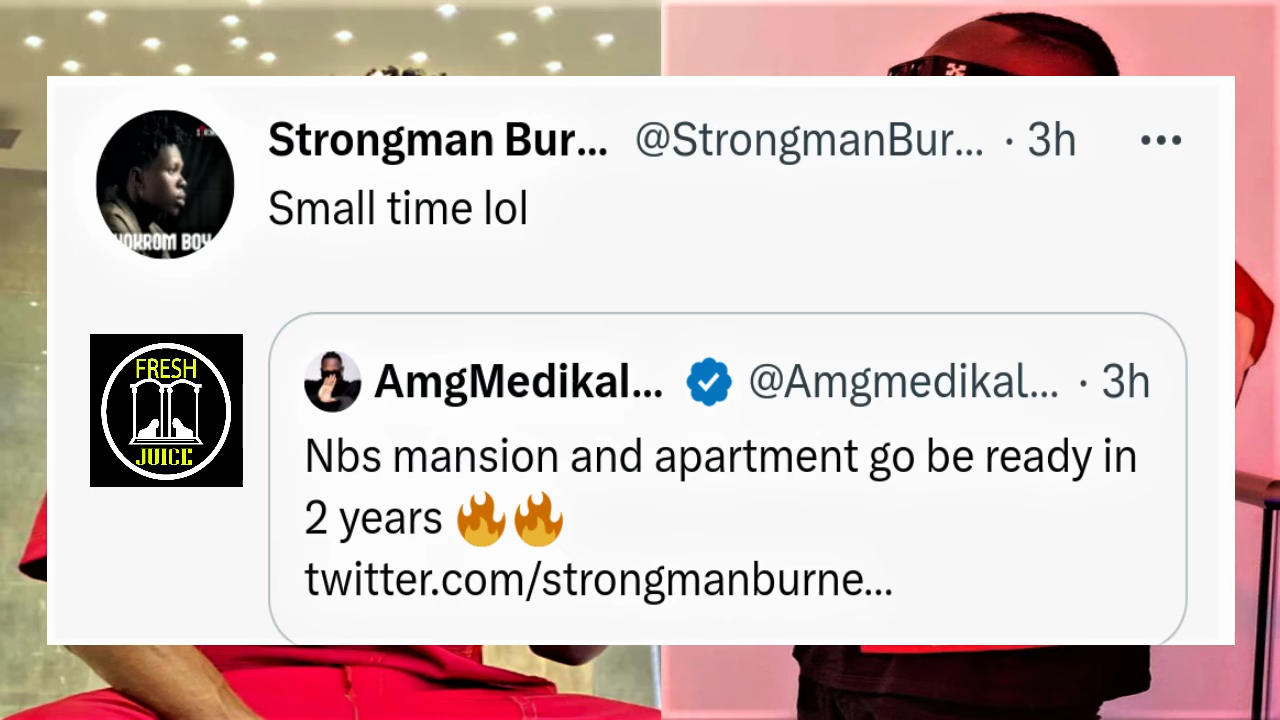 Strongman Bur... @StrongmanBur... · 3h
Small time lol
FRESH
JUICE
AmgMedikal... @Amgmedikal... · 3h
Nbs mansion and apartment go be ready in
2 years 🔥🔥
twitter.com/strongmanburne...